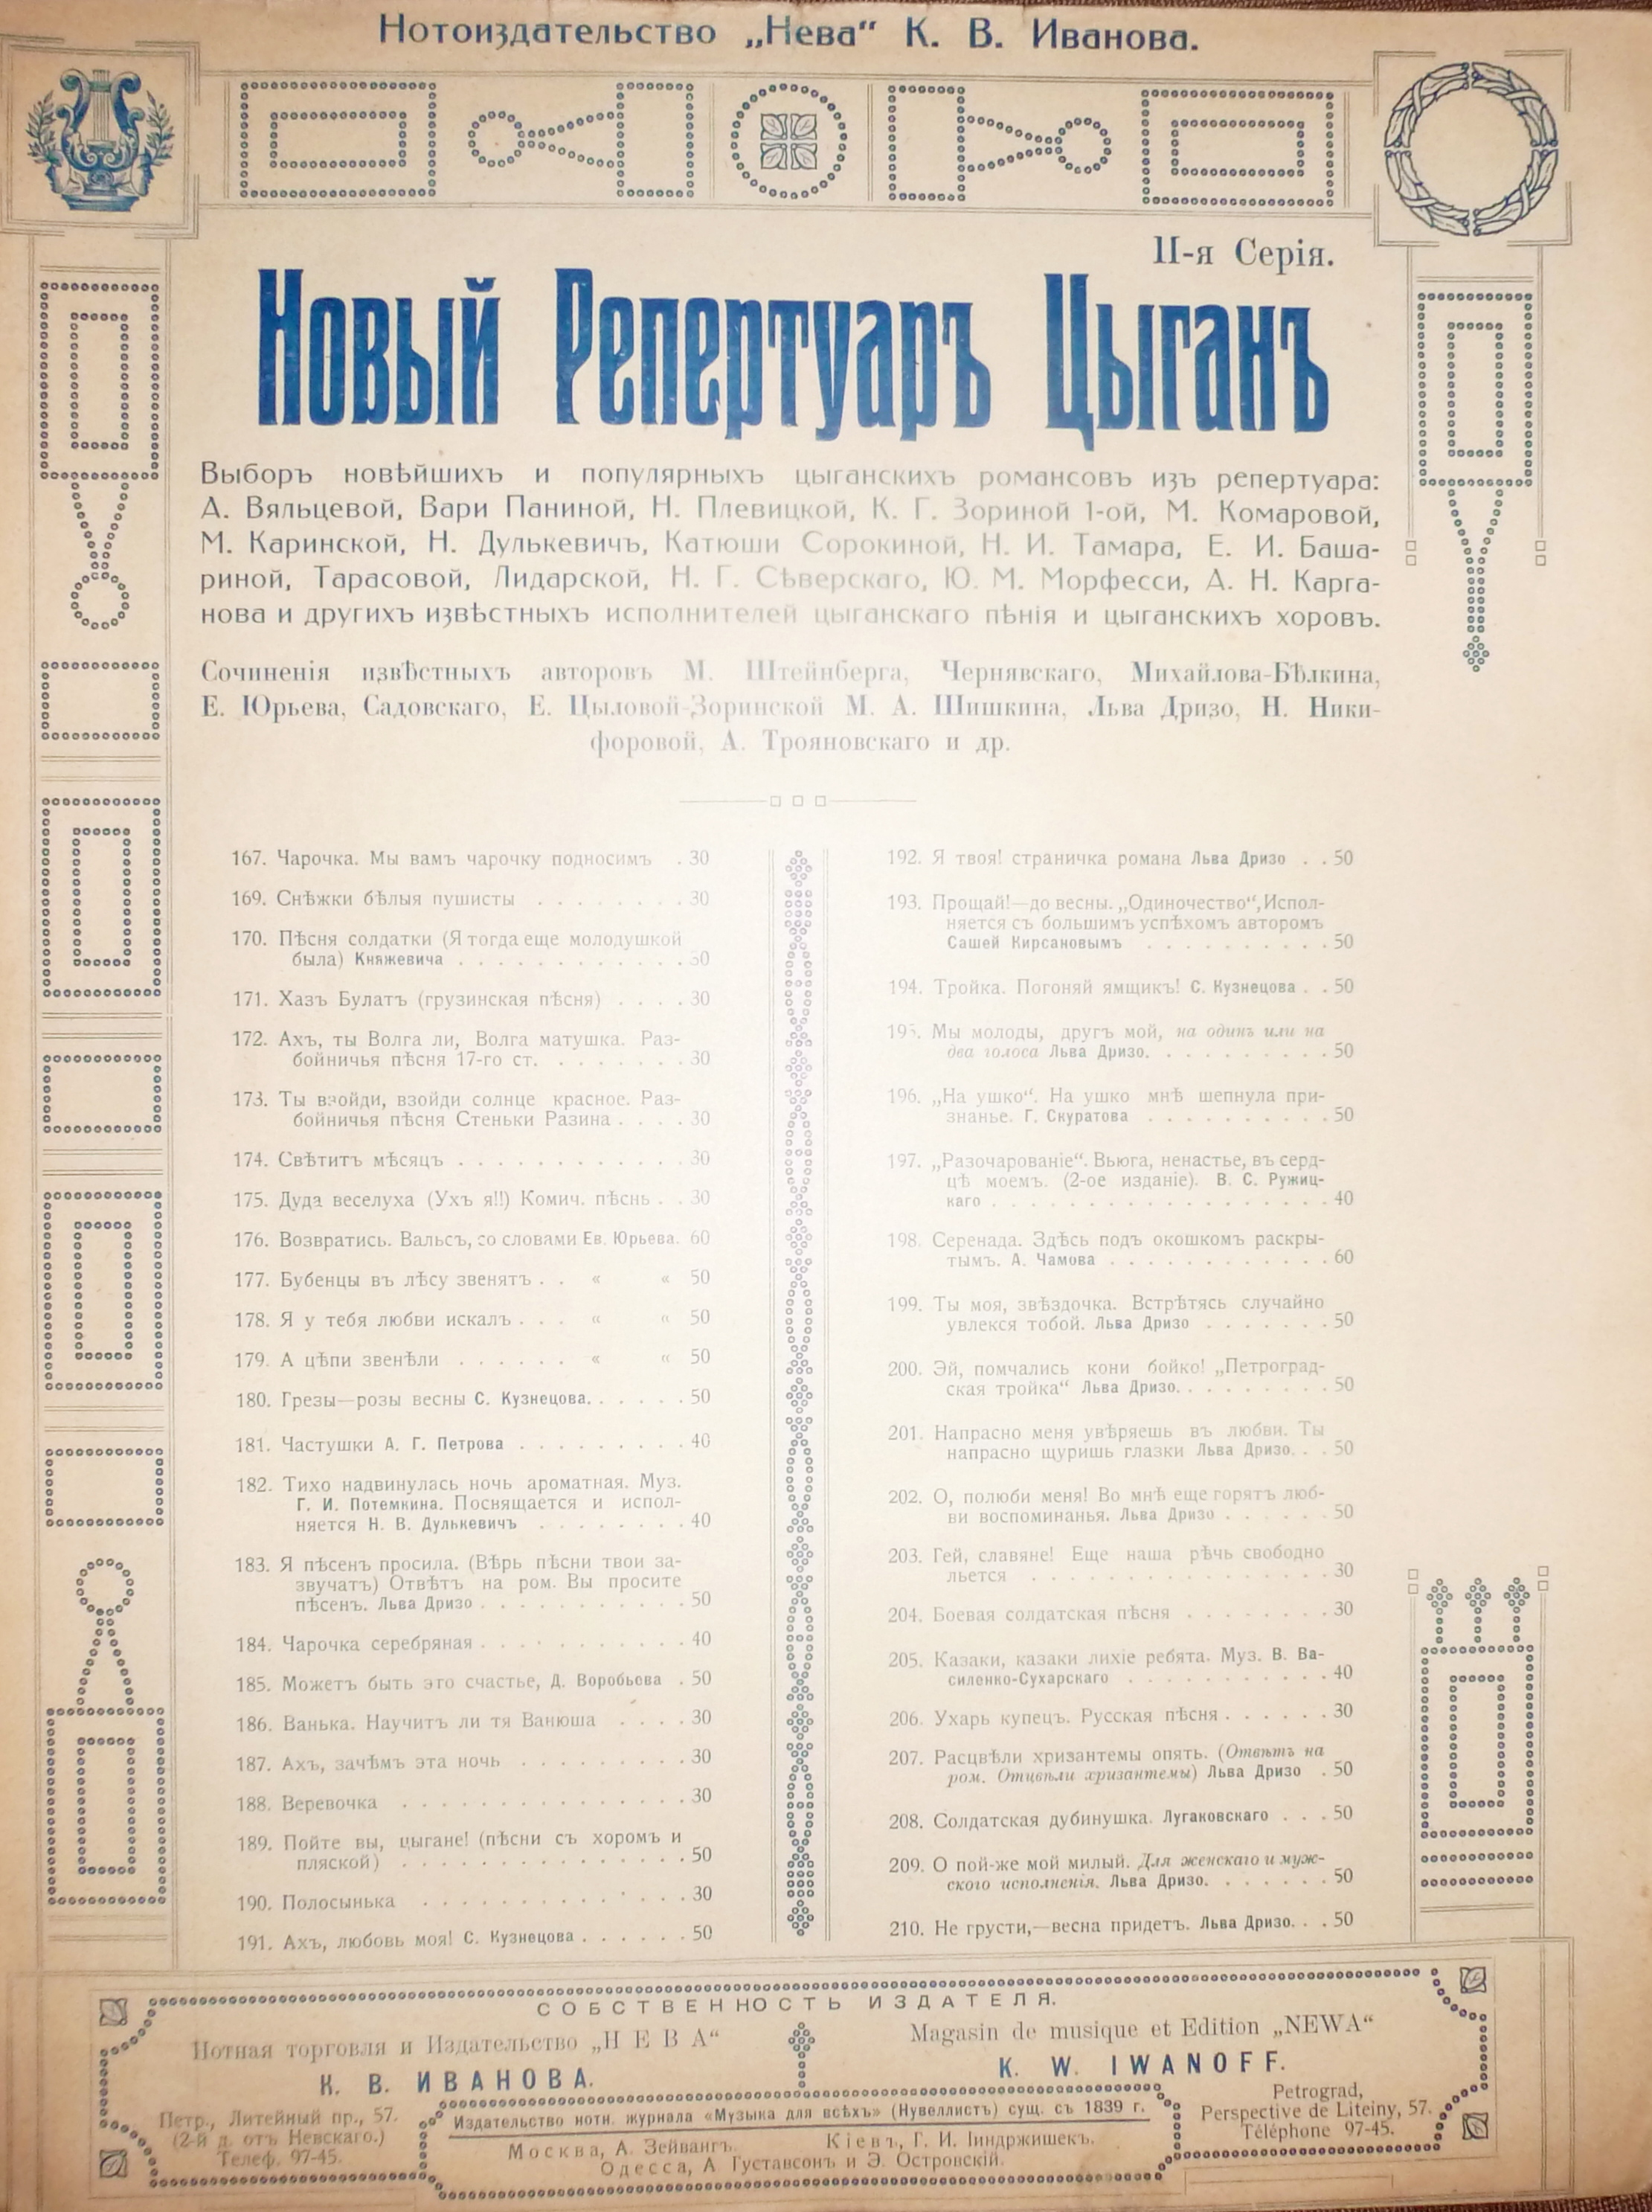 Нотоиздательство „Нева“ К. В. Иванова.
II-я Серія.
Новый Репертуаръ Цыганъ
Выборъ новѣйшихъ и популярныхъ цыганскихъ романсовъ изъ репертуара:
А. Вяльцевой, Вари Паниной, Н. Плевицкой, К. Г. Зориной 1-ой, М. Комаровой,
М. Каринской, Н. Дулькевичъ, Катюши Сорокиной, Н. И. Тамара, Е. И. Баша-
риной, Тарасовой, Лидарской, Н. Г. Сѣверскаго, Ю. М. Морфесси, А. Н. Карга-
нова и другихъ извѣстныхъ исполнителей цыганскаго пѣнія и цыганскихъ хоровъ.
Сочиненія извѣстныхъ авторовъ М. Штейнберга, Чернявскаго, Михайлова-Бѣлкина,
Е. Юрьева, Садовскаго, Е. Цыловой-Зоринской М. А. Шишкина, Льва Дризо, Н. Ники-
форовой, А. Трояновскаго и др.
167. Чарочка. Мы вамъ чарочку подносимъ . 30
169. Снѣжки бѣлыя пушисты . . . . . . . . 30
170. Пѣсня солдатки (Я тогда еще молодушкой
была) Княжевича . . . . . . . . . . . . 30
171. Хазъ Булатъ (грузинская пѣсня) . . . . 30
172. Ахъ, ты Волга ли, Волга матушка. Раз-
бойничья пѣсня 17-го ст. . . . . . . . 30
173. Ты взойди, взойди солнце красное. Раз-
бойничья пѣсня Стеньки Разина . . . . 30
174. Свѣтитъ мѣсяцъ . . . . . . . . . . . . 30
175. Дуда веселуха (Ухъ я!!) Комич. пѣснь . . 30
176. Возвратись. Вальсъ, со словами Ев. Юрьева. 60
177. Бубенцы въ лѣсу звенятъ . . « « 50
178. Я у тебя любви искалъ . . . « « 50
179. А цѣпи звенѣли . . . . . . « « 50
180. Грезы—розы весны С. Кузнецова. . . . . . 50
181. Частушки А. Г. Петрова . . . . . . . . . 40
182. Тихо надвинулась ночь ароматная. Муз.
Г. И. Потемкина. Поснящается и испол-
няется Н. В. Дулькевичъ . . . . . . . . 40
183. Я пѣсенъ просила. (Вѣрь пѣсни твои за-
звучатъ) Отвѣтъ на ром. Вы просите
пѣсенъ. Льва Дризо . . . . . . . . . . . 50
184. Чарочка серебряная . . . . . . . . . . . 40
185. Можетъ быть это счастье, Д. Воробьева . 50
186. Ванька. Научитъ ли тя Ванюша . . . . 30
187. Ахъ, зачѣмъ эта ночь . . . . . . . . . 30
188. Веревочка . . . . . . . . . . . . . . . 30
189. Пойте вы, цыгане! (пѣсни съ хоромъ и
пляской) . . . . . . . . . . . . . . . 50
190. Полосынька . . . . . . . . . . . . . . 30
191. Ахъ, любовь моя! С. Кузнецова . . . . . . 50
192. Я твоя! страничка романа Льва Дризо . . 50
193. Прощай!—до весны. „Одиночество“, Испол-
няется съ большимъ успѣхомъ авторомъ
Сашей Кирсановымъ . . . . . . . . . . 50
194. Тройка. Погоняй ямщикъ! С. Кузнецова . . 50
195. Мы молоды, другъ мой, на одинъ или на
два голоса Льва Дризо. . . . . . . . . . 50
196. „На ушко“. На ушко мнѣ шепнула при-
знанье. Г. Скуратова . . . . . . . . . . 50
197. „Разочарованіе“. Вьюга, ненастье, въ серд-
цѣ моемъ. (2-ое изданіе). В. С. Ружиц-
каго . . . . . . . . . . . . . . . . . . 40
198. Серенада. Здѣсь подъ окошкомъ раскры-
тымъ. А. Чамова . . . . . . . . . . . . 60
199. Ты моя, звѣздочка. Встрѣтясь случайно
увлекся тобой. Льва Дризо . . . . . . . 50
200. Эй, помчались кони бойко! „Петроград-
ская тройка“ Льва Дризо. . . . . . . . . 50
201. Напрасно меня увѣряешь въ любви. Ты
напрасно щуришь глазки Льва Дризо. . . 50
202. О, полюби меня! Во мнѣ еще горятъ люб-
ви воспоминанья. Льва Дризо . . . . . . 50
203. Гей, славяне! Еще наша рѣчь свободно
льется . . . . . . . . . . . . . . . . 30
204. Боевая солдатская пѣсня . . . . . . . . 30
205. Казаки, казаки лихіе ребята. Муз. В. Ва-
силенко-Сухарскаго . . . . . . . . . . . 40
206. Ухарь купецъ. Русская пѣсня . . . . . . 30
207. Расцвѣли хризантемы опять. (Отвѣтъ на
ром. Отцвѣли хризантемы) Льва Дризо . 50
208. Солдатская дубинушка. Лугаковскаго . . . 50
209. О пой-же мой милый. Для женскаго и муж-
ского исполненія. Льва Дризо. . . . . . . 50
210. Не грусти,—весна придетъ. Льва Дризо. . . 50
СОБСТВЕННОСТЬ ИЗДАТЕЛЯ.
Нотная торговля и Издательство „НЕВА“
К. В. ИВАНОВА.
Петр., Литейный пр., 57.
(2-й д. отъ Невскаго.)
Телеф. 97-45.
Magasin de musique et Edition „NEWA“
K. W. IWANOFF.
Petrograd,
Perspective de Liteiny, 57.
Téléphone 97-45.
Издательство нотн. журнала «Музыка для всѣхъ» (Нувеллистъ) сущ. съ 1839 г.
Москва, А. Зейвангъ. Кіевъ, Г. И. Іиндржишекъ.
Одесса, А Густавсонъ и Э. Островскій.